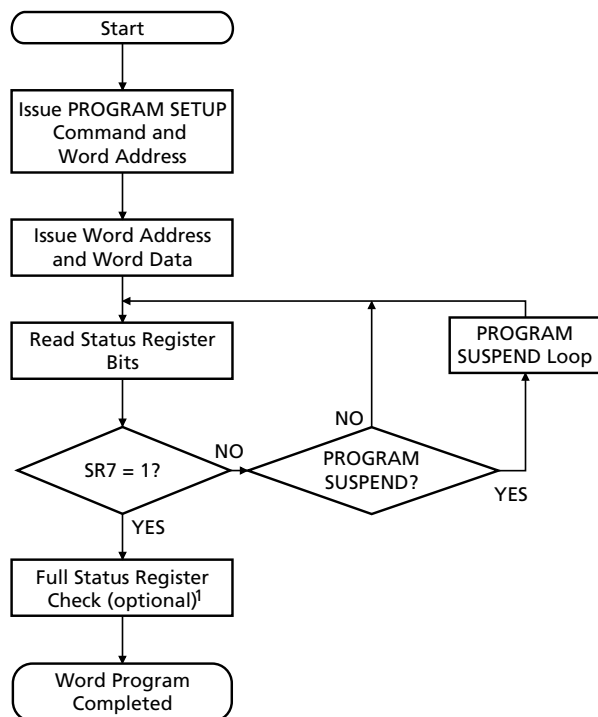 Start
Issue PROGRAM SETUP
Command and
Word Address
Issue Word Address
and Word Data
Read Status Register
Bits
PROGRAM
SUSPEND Loop
SR7 = 1?
NO
PROGRAM
SUSPEND?
NO
YES
YES
Full Status Register
Check (optional)¹
Word Program
Completed